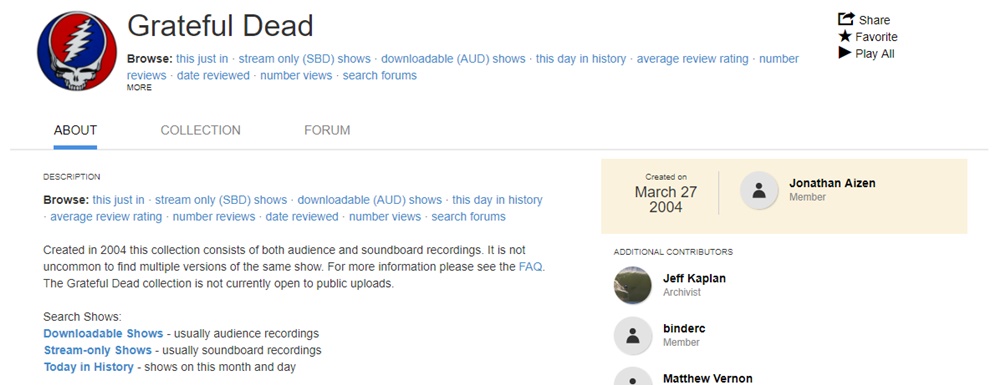 Grateful Dead
Browse: this just in · stream only (SBD) shows · downloadable (AUD) shows · this day in history · average review rating · number
reviews · date reviewed · number views · search forums
MORE
Share
Favorite
Play All
ABOUT
COLLECTION
FORUM
DESCRIPTION
Browse: this just in · stream only (SBD) shows · downloadable (AUD) shows · this day in history
· average review rating · number reviews · date reviewed · number views · search forums
Created in 2004 this collection consists of both audience and soundboard recordings. It is not
uncommon to find multiple versions of the same show. For more information please see the FAQ.
The Grateful Dead collection is not currently open to public uploads.
Search Shows:
Downloadable Shows - usually audience recordings
Stream-only Shows - usually soundboard recordings
Today in History - shows on this month and day
Created on
March 27
2004
Jonathan Aizen
Member
ADDITIONAL CONTRIBUTORS
Jeff Kaplan
Archivist
binderc
Member
Matthew Vernon